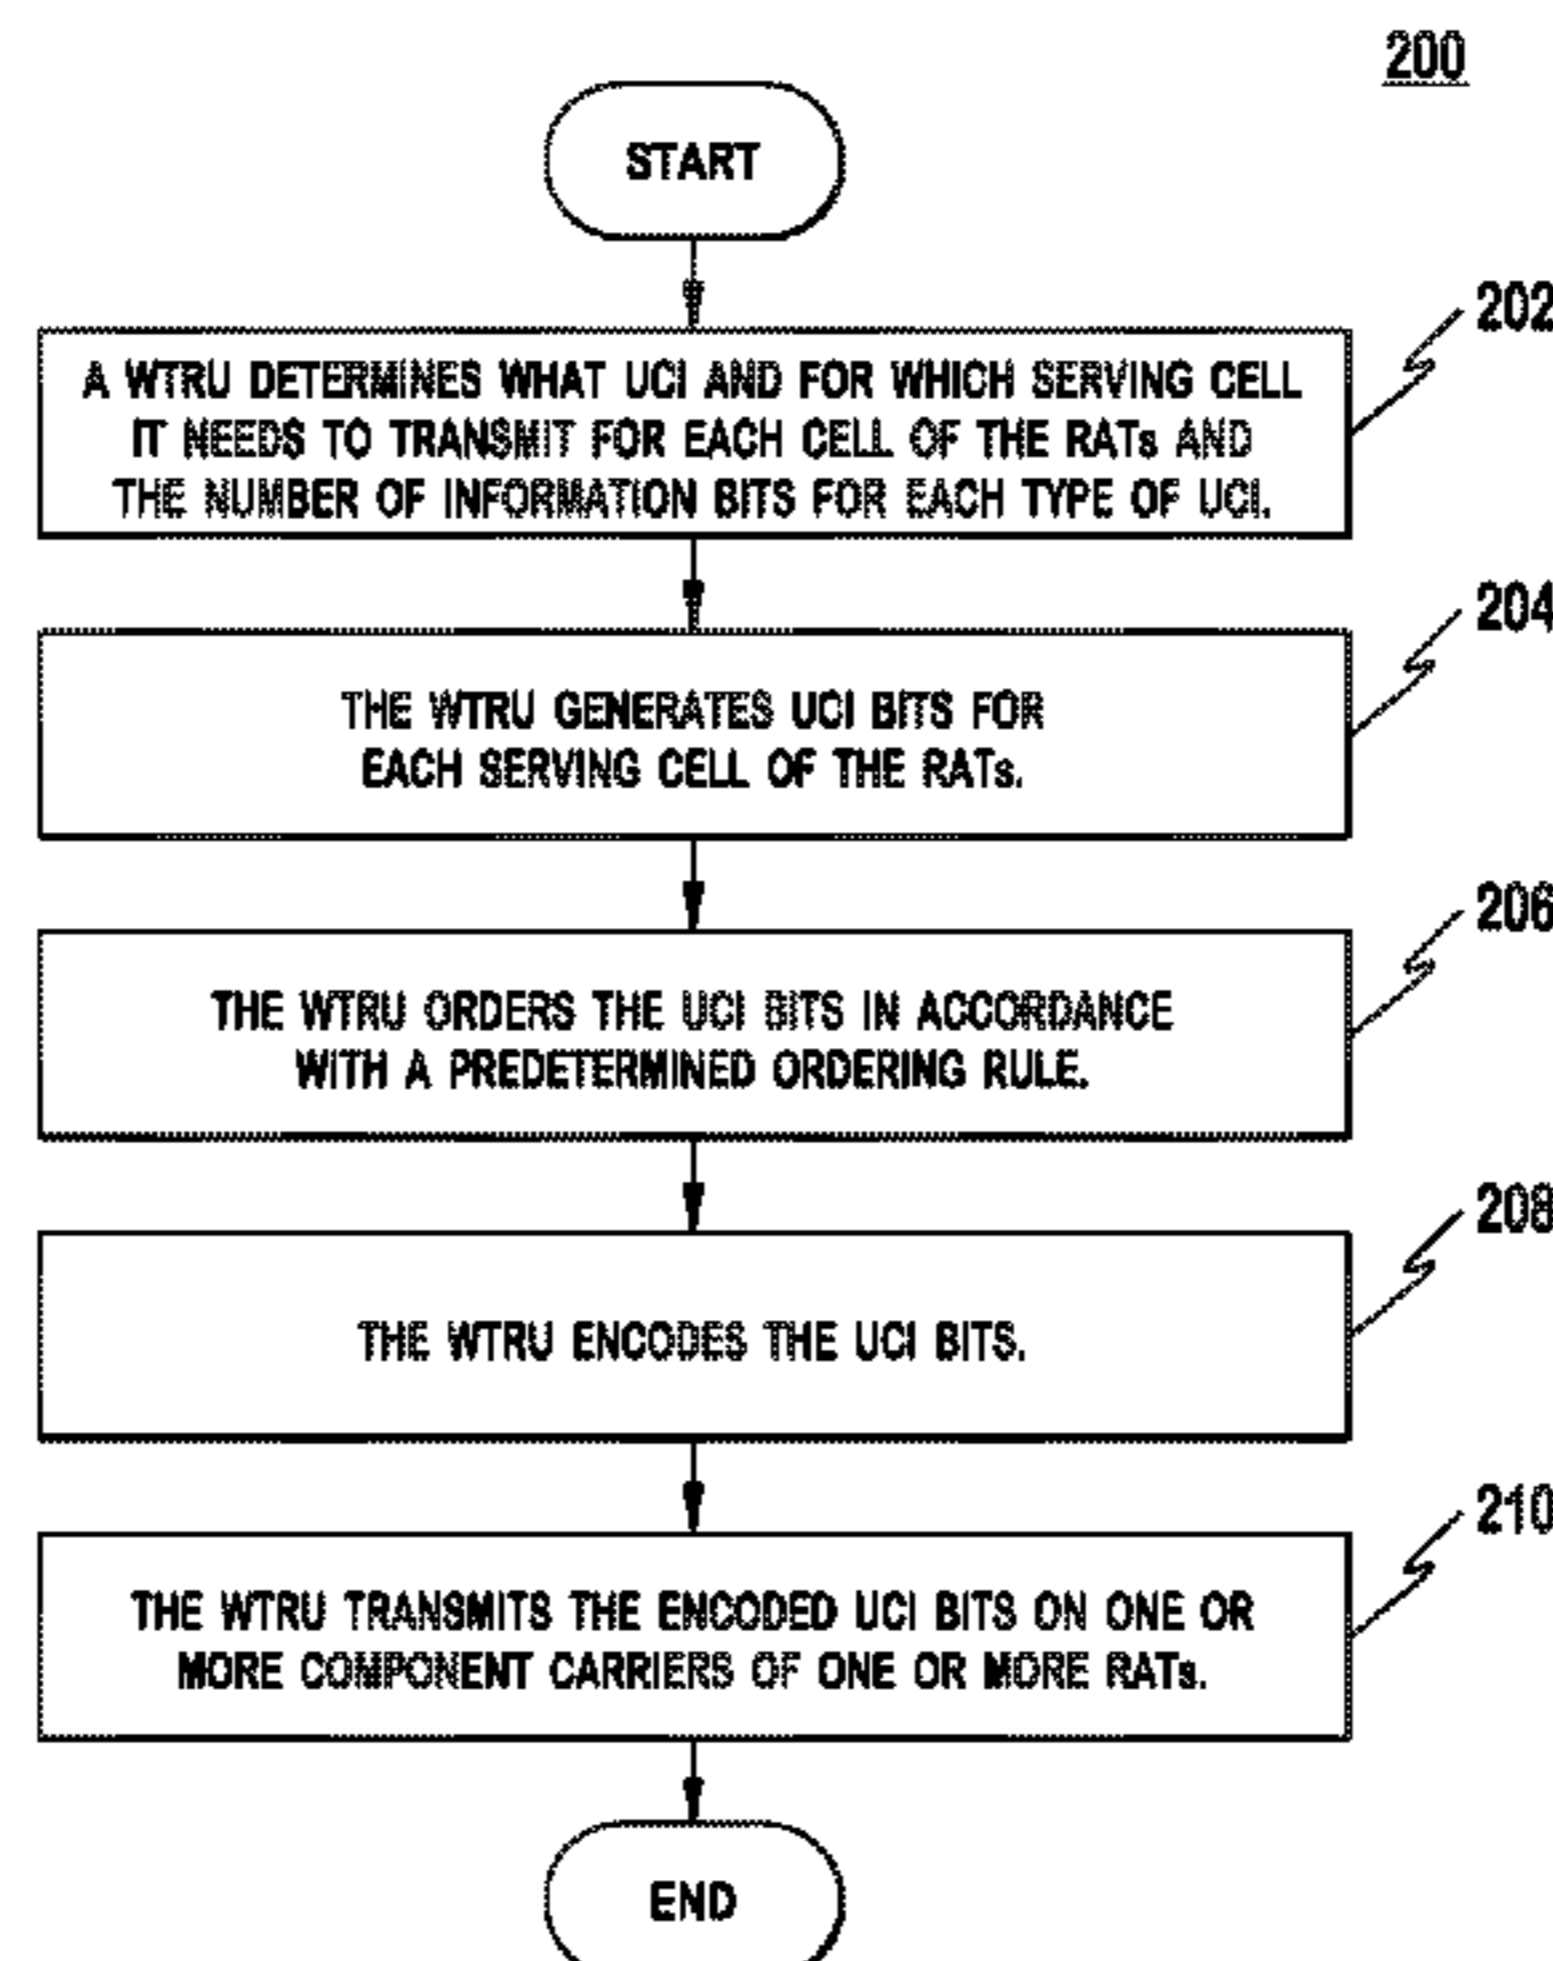 200
START
202
A WTRU DETERMINES WHAT UCI AND FOR WHICH SERVING CELL
IT NEEDS TO TRANSMIT FOR EACH CELL OF THE RATs AND
THE NUMBER OF INFORMATION BITS FOR EACH TYPE OF UCI.
204
THE WTRU GENERATES UCI BITS FOR
EACH SERVING CELL OF THE RATs.
206
THE WTRU ORDERS THE UCI BITS IN ACCORDANCE
WITH A PREDETERMINED ORDERING RULE.
208
THE WTRU ENCODES THE UCI BITS.
210
THE WTRU TRANSMITS THE ENCODED UCI BITS ON ONE OR
MORE COMPONENT CARRIERS OF ONE OR MORE RATs.
END